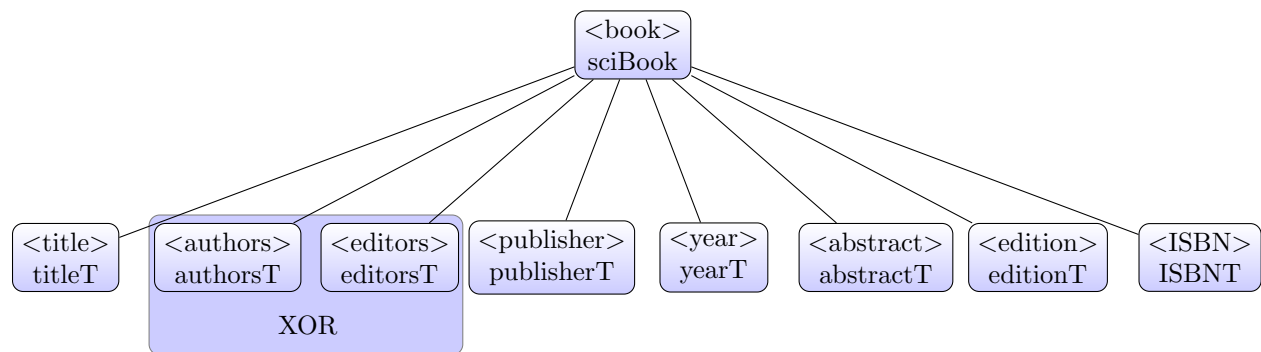 <book>
sciBook
<title>
titleT
<authors>
authorsT
<editors>
editorsT
<publisher>
publisherT
<year>
yearT
<abstract>
abstractT
<edition>
editionT
<ISBN>
ISBNT
XOR